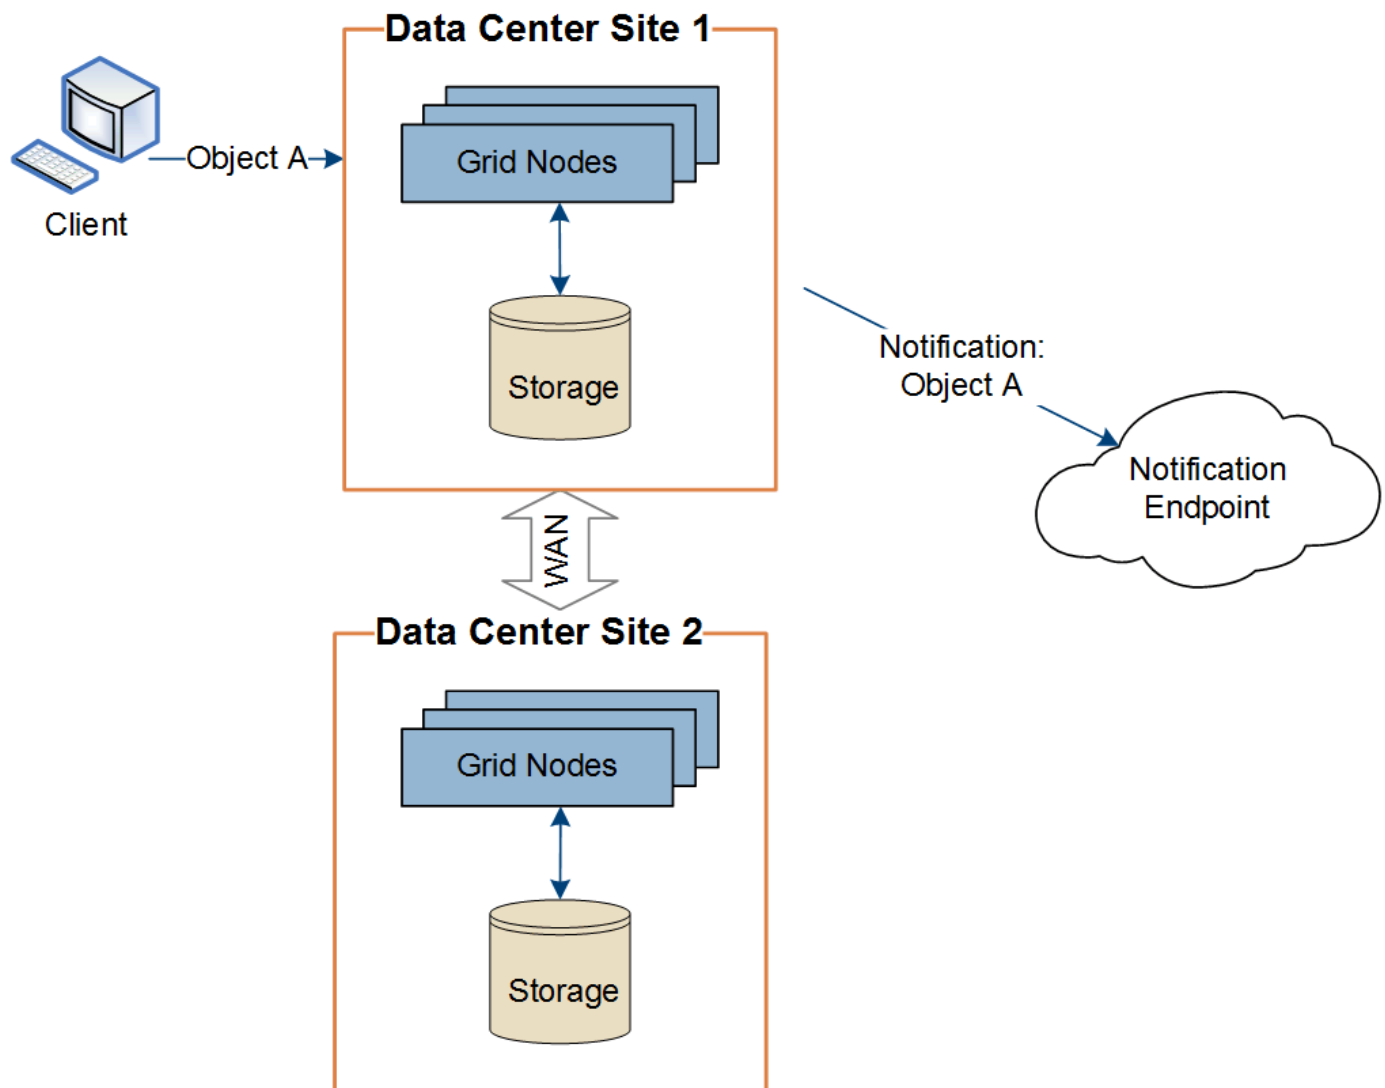 Data Center Site 1
Client
Object A
Grid Nodes
Storage
Notification:
Object A
Notification
Endpoint
WAN
Data Center Site 2
Grid Nodes
Storage